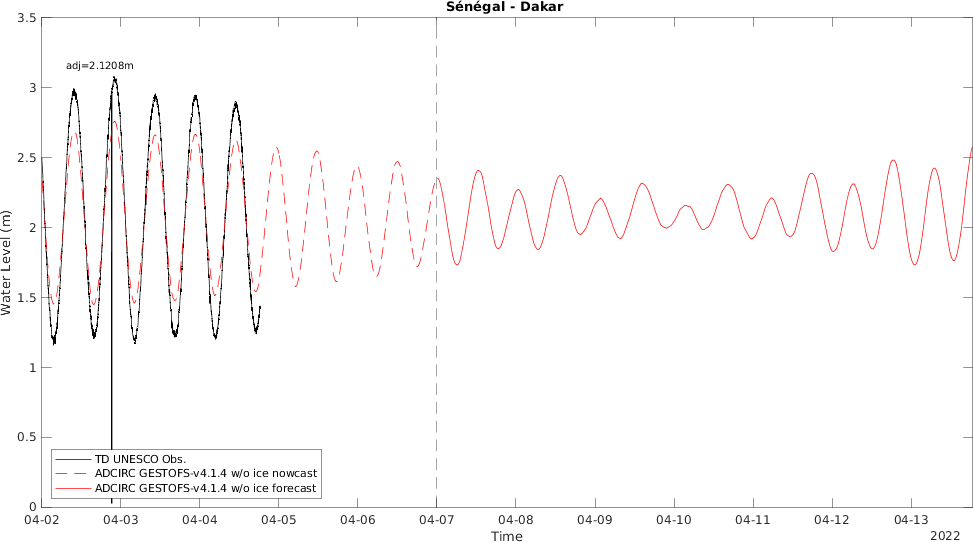 Sénégal - Dakar
3.5
adj=2.1208m
3
2.5
2
1.5
1
0.5
0
Water Level (m)
TD UNESCO Obs.
ADCIRC GESTOFS-v4.1.4 w/o ice nowcast
ADCIRC GESTOFS-v4.1.4 w/o ice forecast
04-02 04-03 04-04 04-05 04-06 04-07 04-08 04-09 04-10 04-11 04-12 04-13
Time
2022